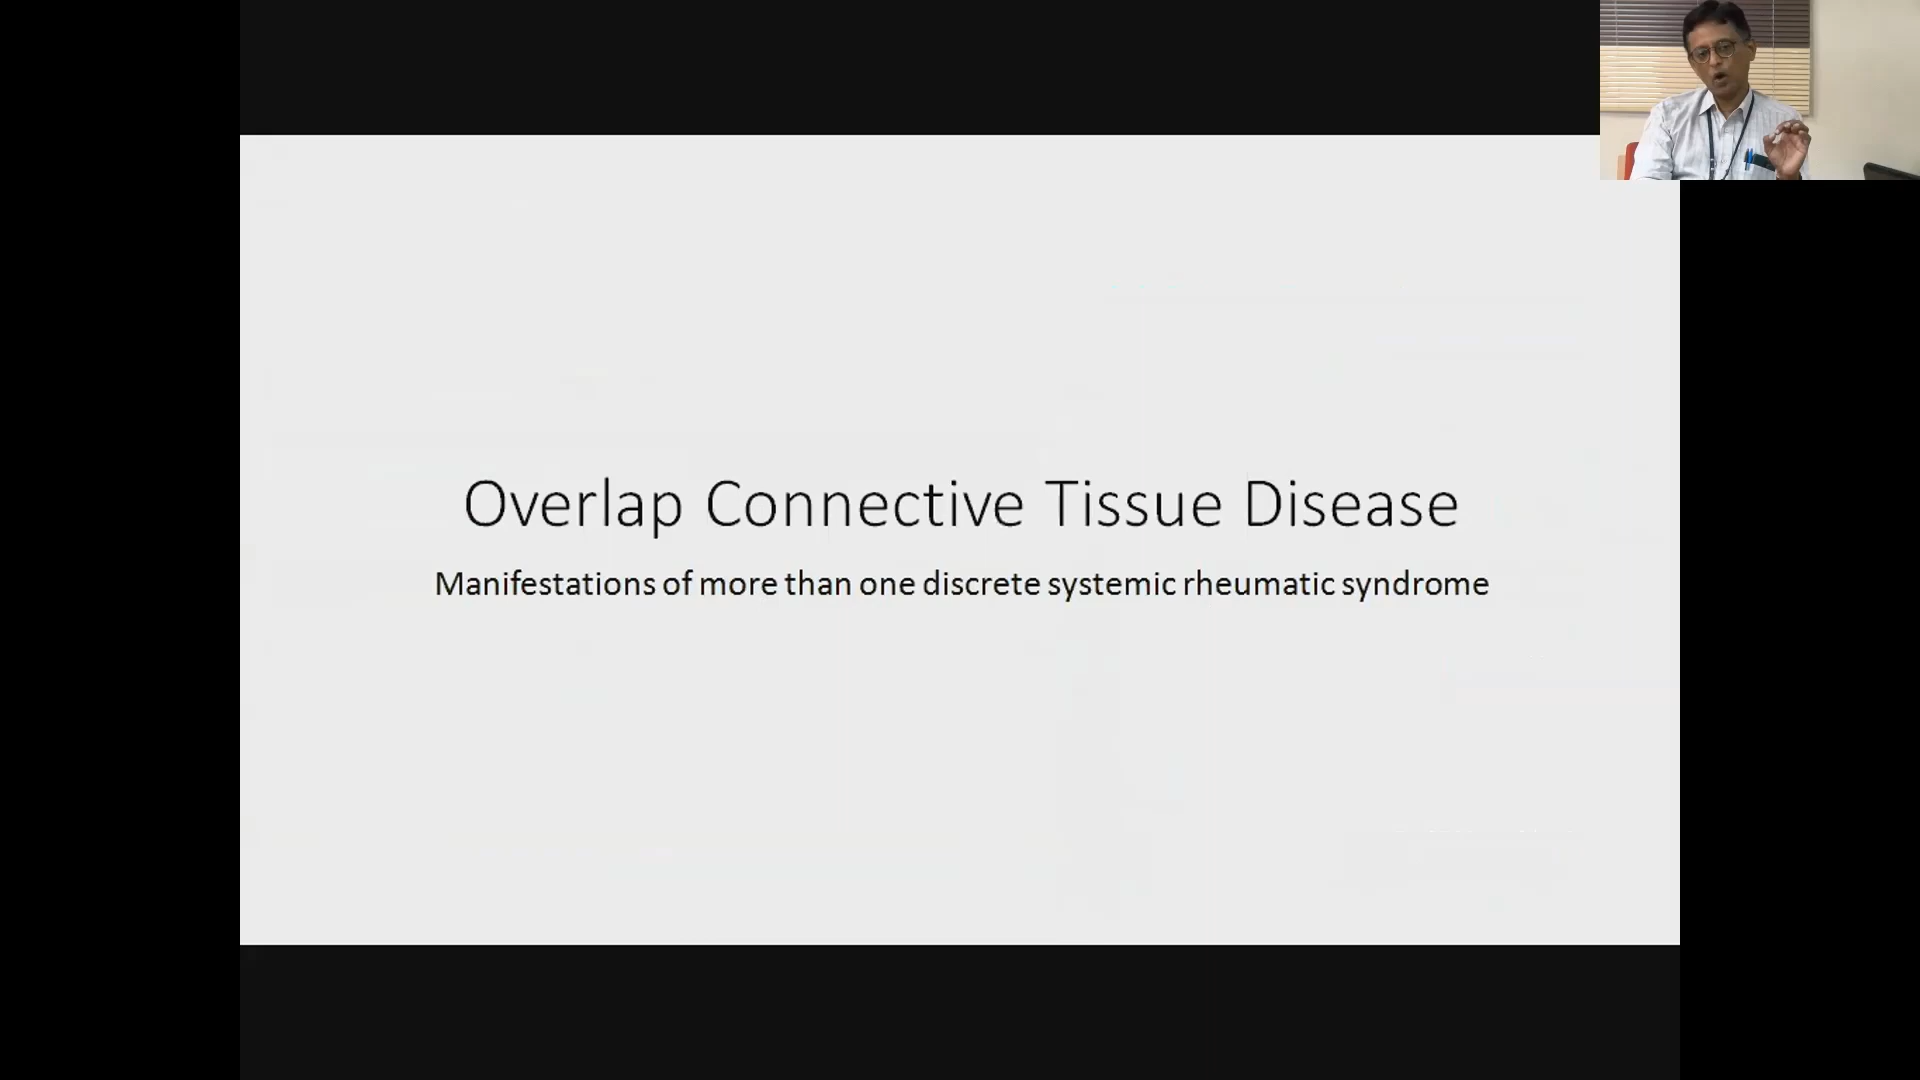 Overlap Connective Tissue Disease
Manifestations of more than one discrete systemic rheumatic syndrome